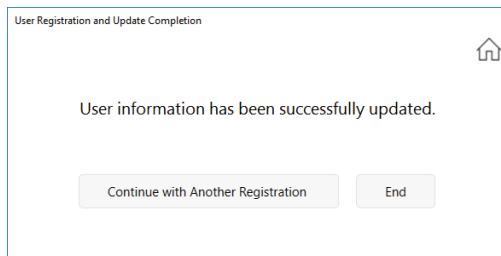 User Registration and Update Completion
User information has been successfully updated.
Continue with Another Registration
End